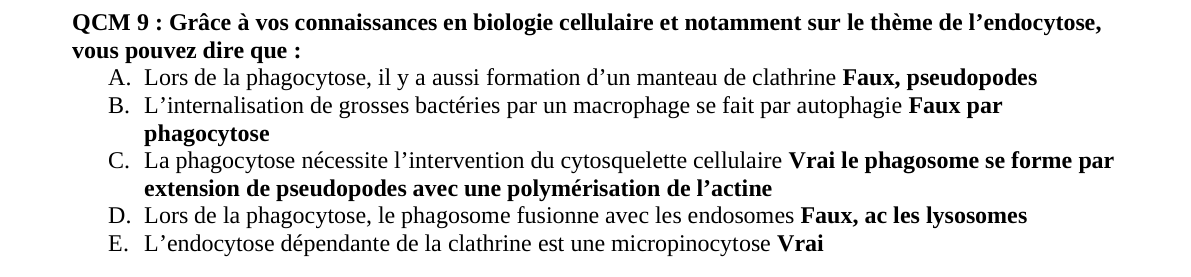 QCM 9 : Grâce à vos connaissances en biologie cellulaire et notamment sur le thème de l’endocytose,
vous pouvez dire que :
A. Lors de la phagocytose, il y a aussi formation d’un manteau de clathrine Faux, pseudopodes
B. L’internalisation de grosses bactéries par un macrophage se fait par autophagie Faux par
phagocytose
C. La phagocytose nécessite l’intervention du cytosquelette cellulaire Vrai le phagosome se forme par
extension de pseudopodes avec une polymérisation de l’actine
D. Lors de la phagocytose, le phagosome fusionne avec les endosomes Faux, ac les lysosomes
E. L’endocytose dépendante de la clathrine est une micropinocytose Vrai